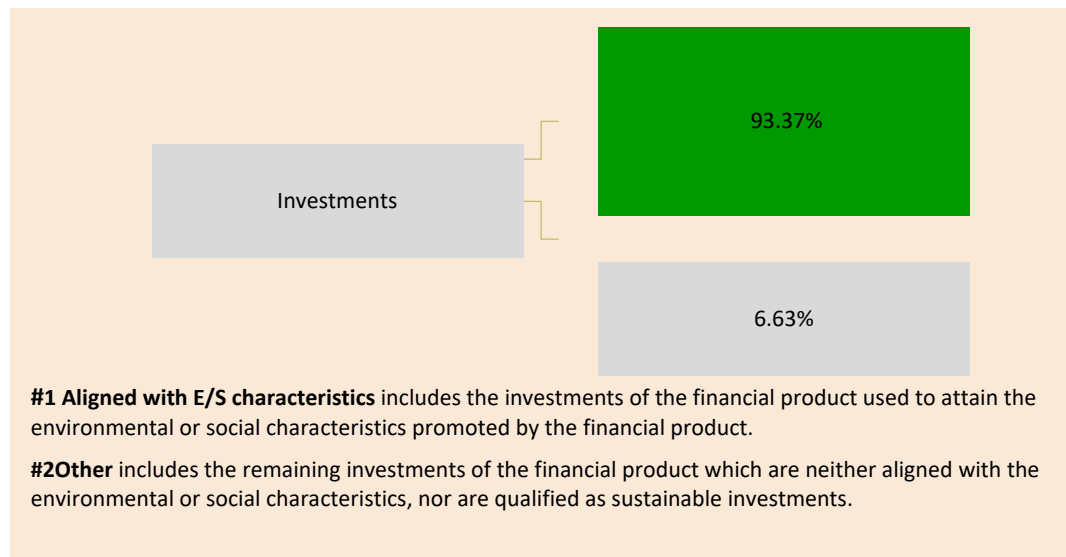 93.37%
Investments
6.63%
#1 Aligned with E/S characteristics includes the investments of the financial product used to attain the
environmental or social characteristics promoted by the financial product.
#2Other includes the remaining investments of the financial product which are neither aligned with the
environmental or social characteristics, nor are qualified as sustainable investments.